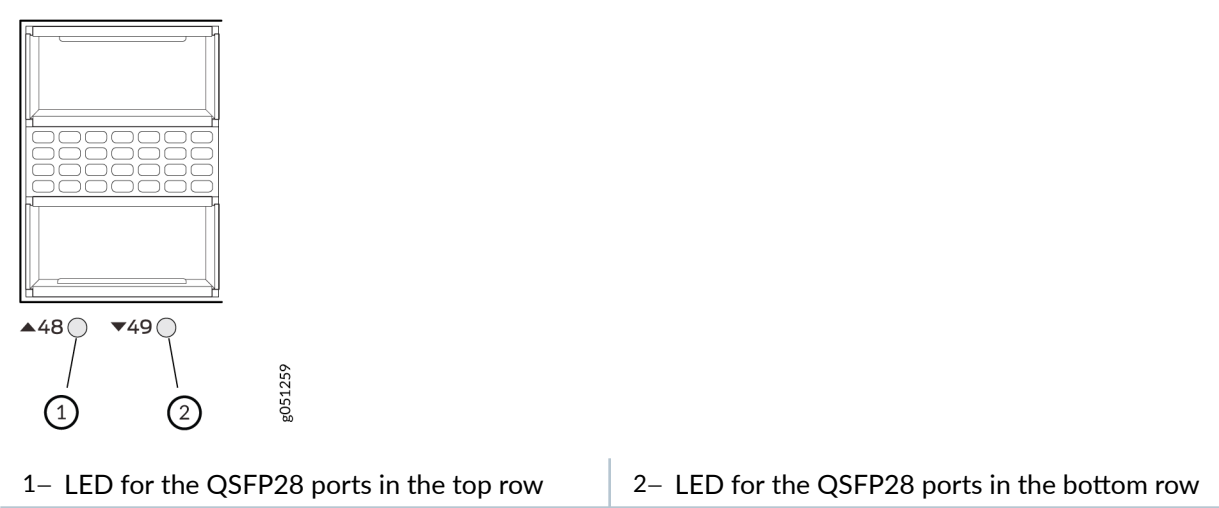 ▲48 ▼49
1 2
g051259
1– LED for the QSFP28 ports in the top row
2– LED for the QSFP28 ports in the bottom row